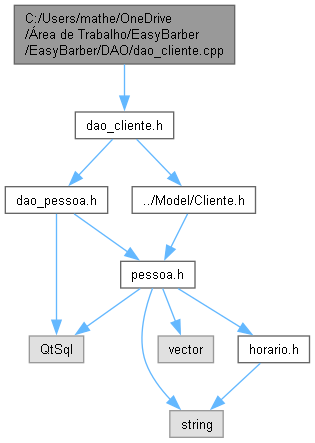 C:/Users/mathe/OneDrive
/Área de Trabalho/EasyBarber
/EasyBarber/DAO/dao_cliente.cpp
dao_cliente.h
dao_pessoa.h
../Model/Cliente.h
pessoa.h
QtSql
vector
horario.h
string